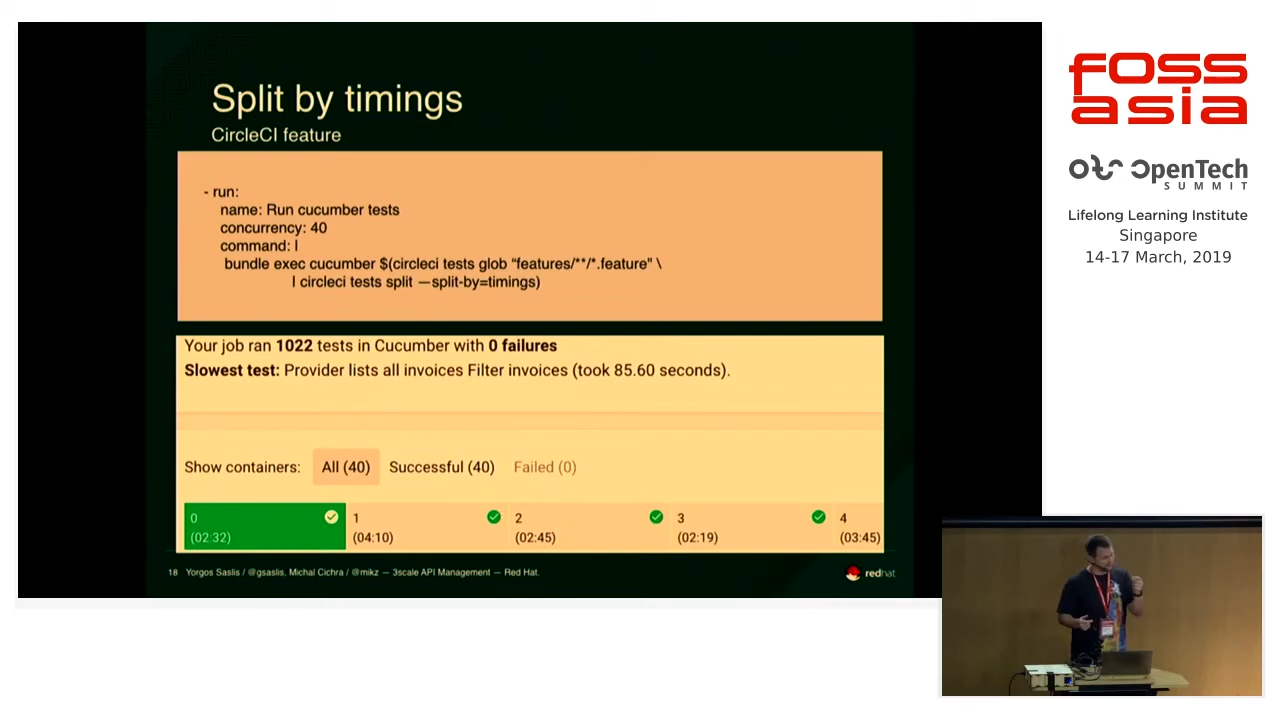 Split by timings
CircleCI feature
- run:
name: Run cucumber tests
concurrency: 40
command: |
bundle exec cucumber $(circleci tests glob “features/**/*.feature" \
| circleci tests split —split-by=timings)
Your job ran 1022 tests in Cucumber with 0 failures
Slowest test: Provider lists all invoices Filter invoices (took 85.60 seconds).
Show containers: All (40) Successful (40) Failed (0)
0 1 2 3 4
(02:32) (04:10) (02:45) (02:19) (03:45)
18 Yorgos Saslis / @gsaslis, Michal Cichra / @mikz — 3scale API Management — Red Hat.
redhat
FOSS
ASIA
OpenTech
SUMMIT
Lifelong Learning Institute
Singapore
14-17 March, 2019